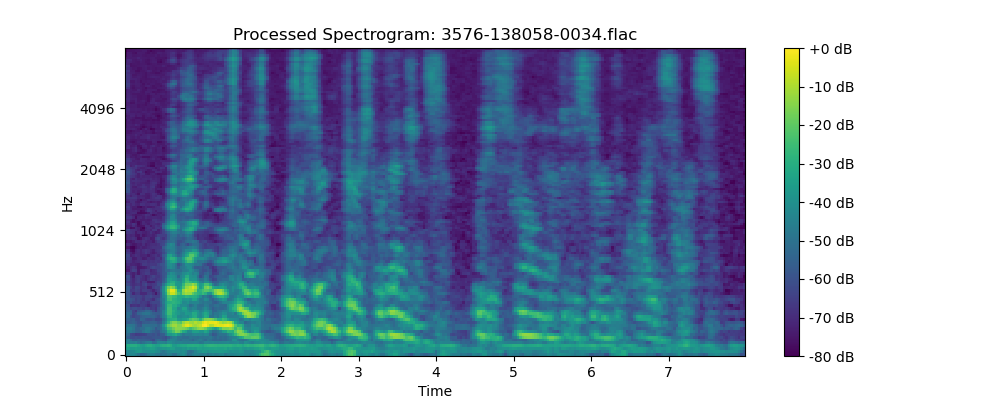 Processed Spectrogram: 3576-138058-0034.flac
Hz
4096
2048
1024
512
0
0 1 2 3 4 5 6 7
Time
+0 dB
-10 dB
-20 dB
-30 dB
-40 dB
-50 dB
-60 dB
-70 dB
-80 dB